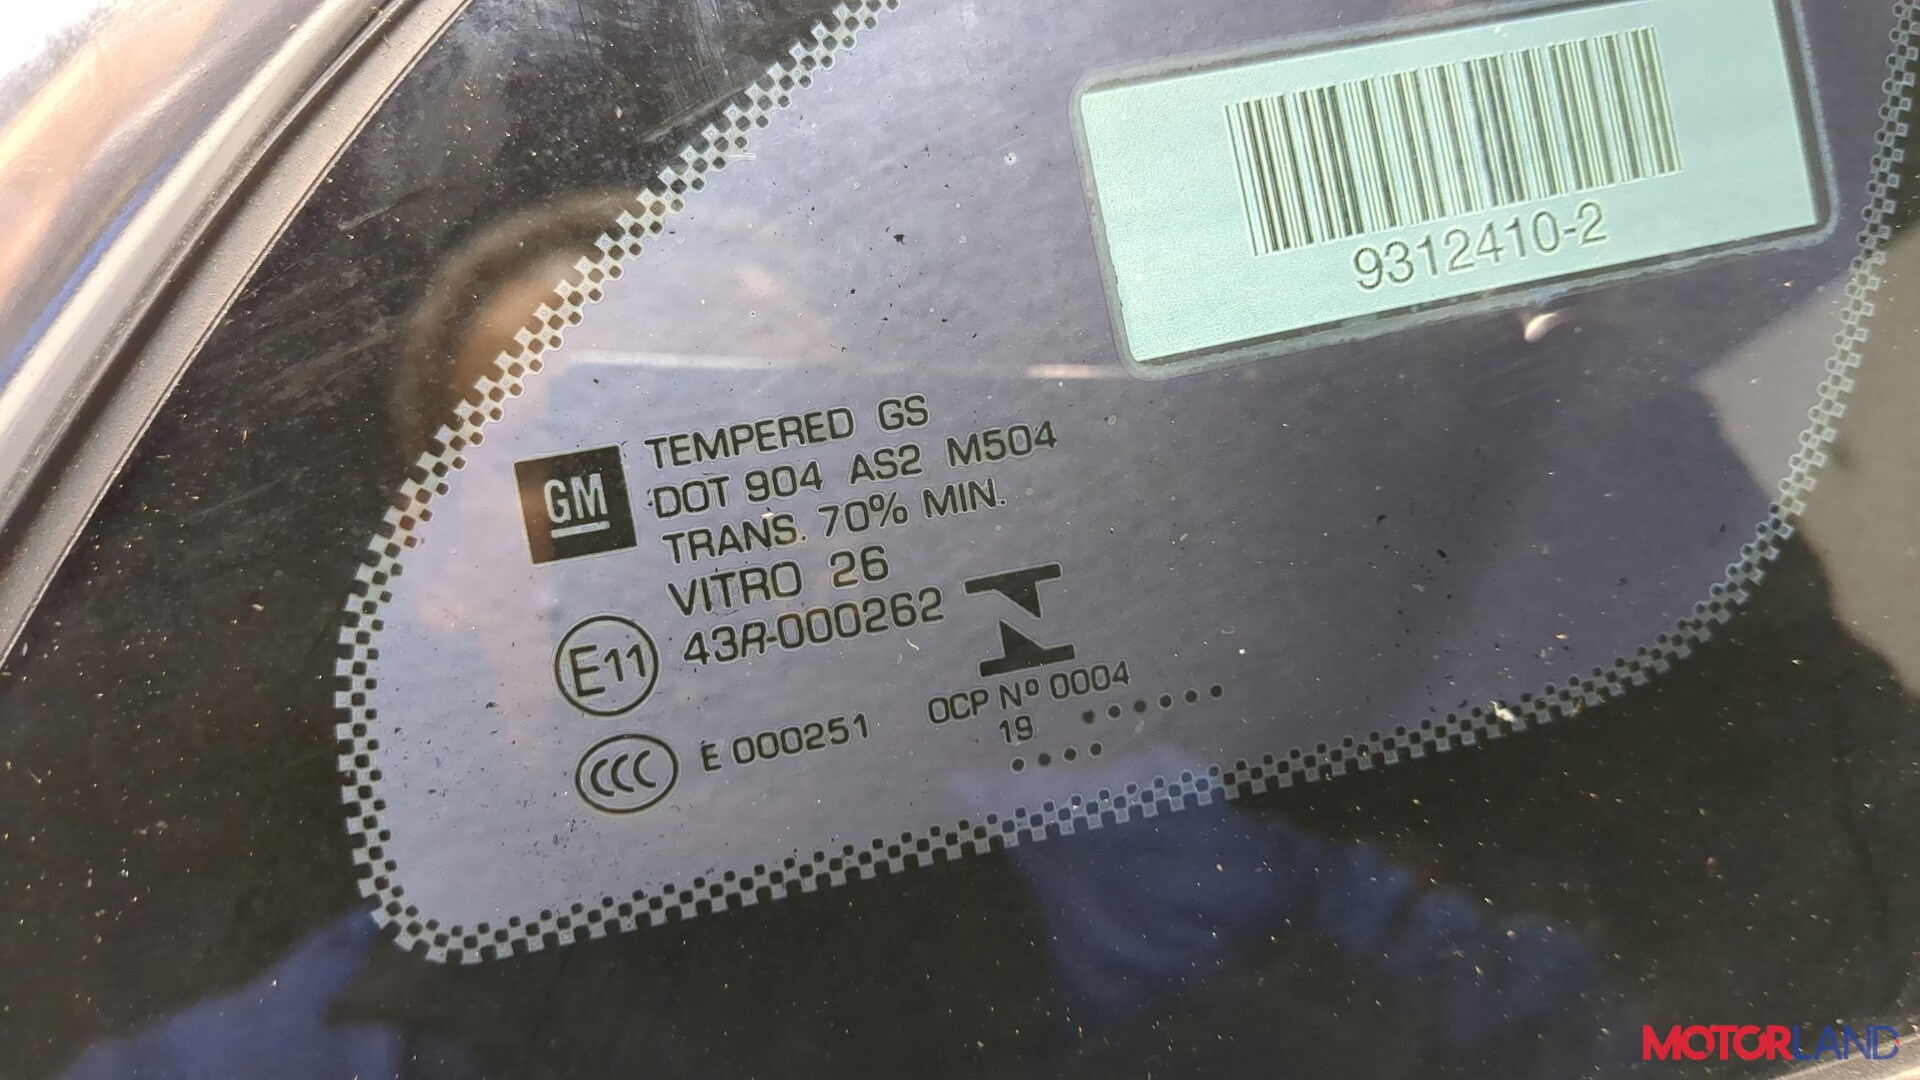 9312410-2
GM
TEMPERED GS
DOT 904 AS2 M504
TRANS. 70% MIN.
VITRO 26
E11 43R-000262
CCC E 000251
OCP Nº 0004
19
MOTORLAND